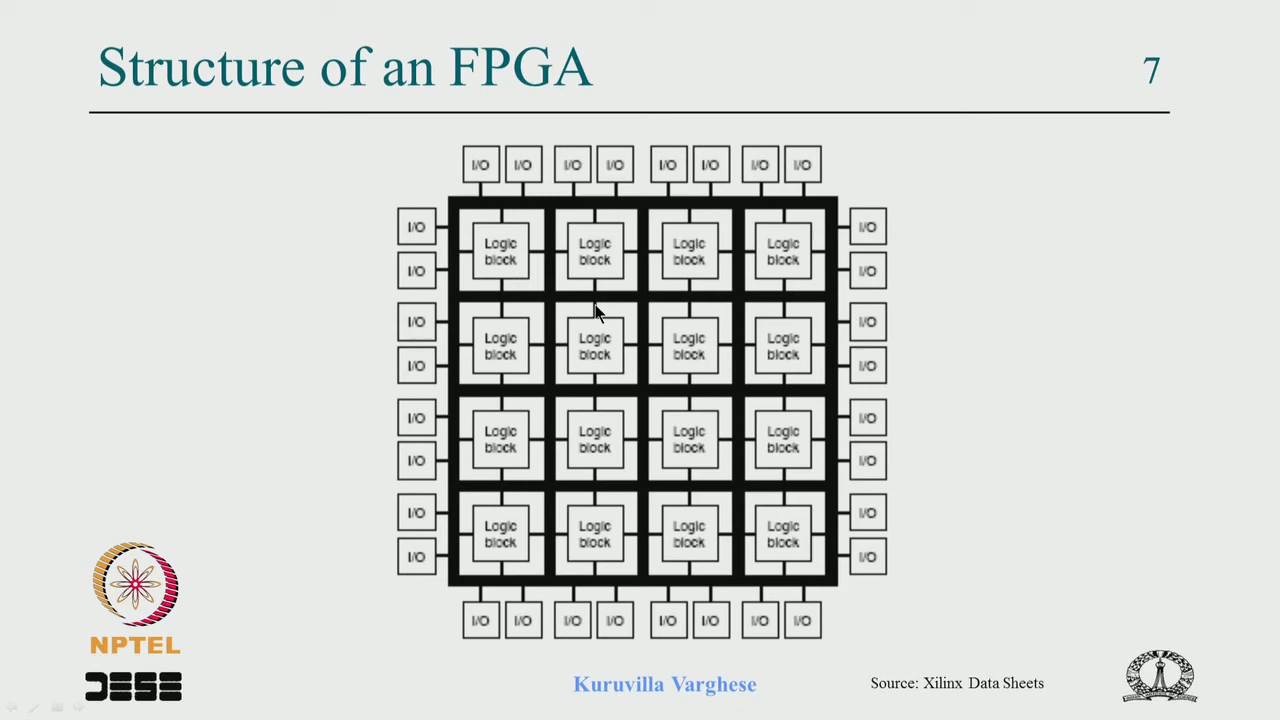 Structure of an FPGA
7
I/O I/O I/O I/O I/O I/O I/O I/O
I/O Logic block Logic block Logic block Logic block I/O
I/O I/O
I/O Logic block Logic block Logic block Logic block I/O
I/O I/O
I/O Logic block Logic block Logic block Logic block I/O
I/O I/O
I/O Logic block Logic block Logic block Logic block I/O
I/O I/O
I/O I/O I/O I/O I/O I/O I/O I/O
NPTEL
DESE
Kuruvilla Varghese
Source: Xilinx Data Sheets